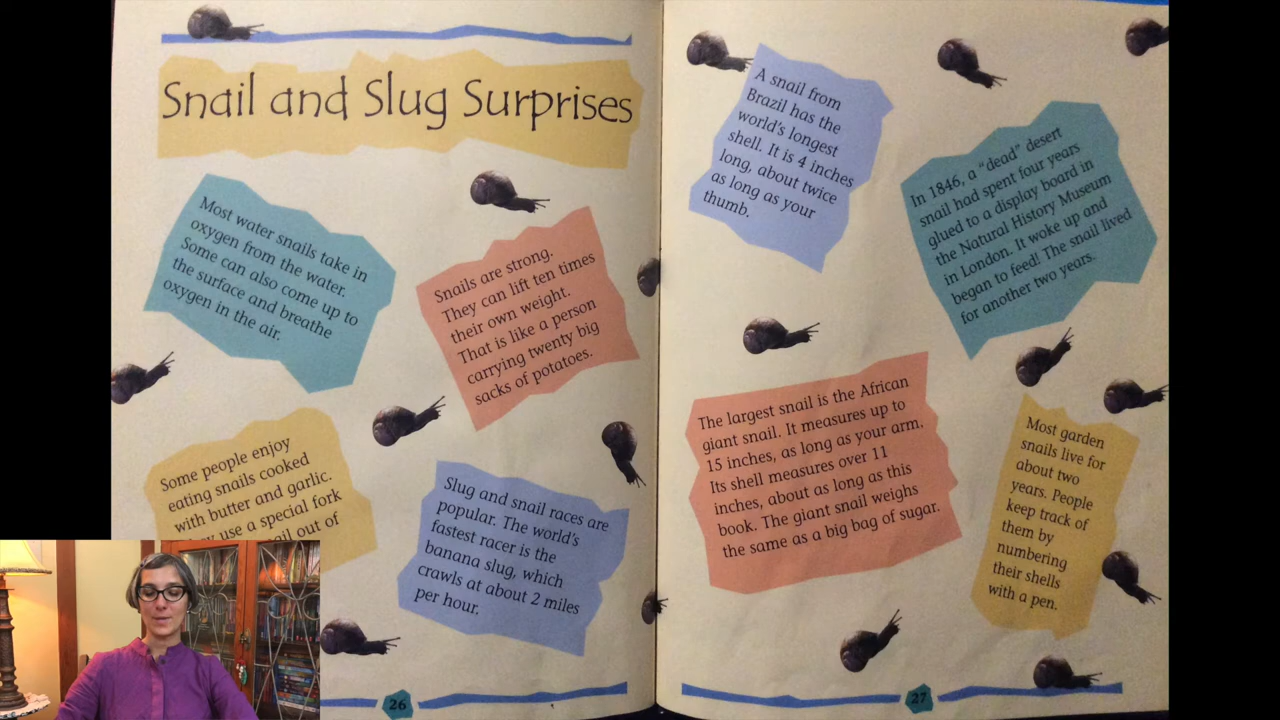 Snail and Slug Surprises
Most water snails take in
oxygen from the water.
Some can also come up to
the surface and breathe
oxygen in the air.
Snails are strong.
They can lift ten times
their own weight.
That is like a person
carrying twenty big
sacks of potatoes.
Some people enjoy
eating snails cooked
with butter and garlic.
use a special fork
out of
Slug and snail races are
popular. The world's
fastest racer is the
banana slug, which
crawls at about 2 miles
per hour.
26
A snail from
Brazil has the
world's longest
shell. It is 4 inches
long, about twice
as long as your
thumb.
In 1846, a "dead" desert
snail had spent four years
glued to a display board in
the Natural History Museum
in London. It woke up and
began to feed! The snail lived
for another two years.
The largest snail is the African
giant snail. It measures up to
15 inches, as long as your arm.
Its shell measures over 11
inches, about as long as this
book. The giant snail weighs
the same as a big bag of sugar.
Most garden
snails live for
about two
years. People
keep track of
them by
numbering
their shells
with a pen.
27